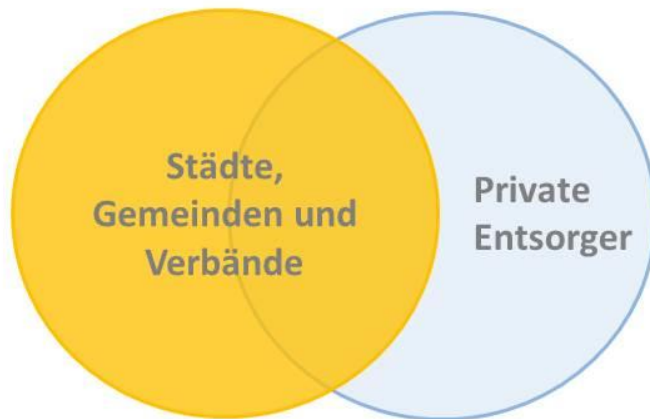 Städte,
Gemeinden und
Verbände
Private
Entsorger